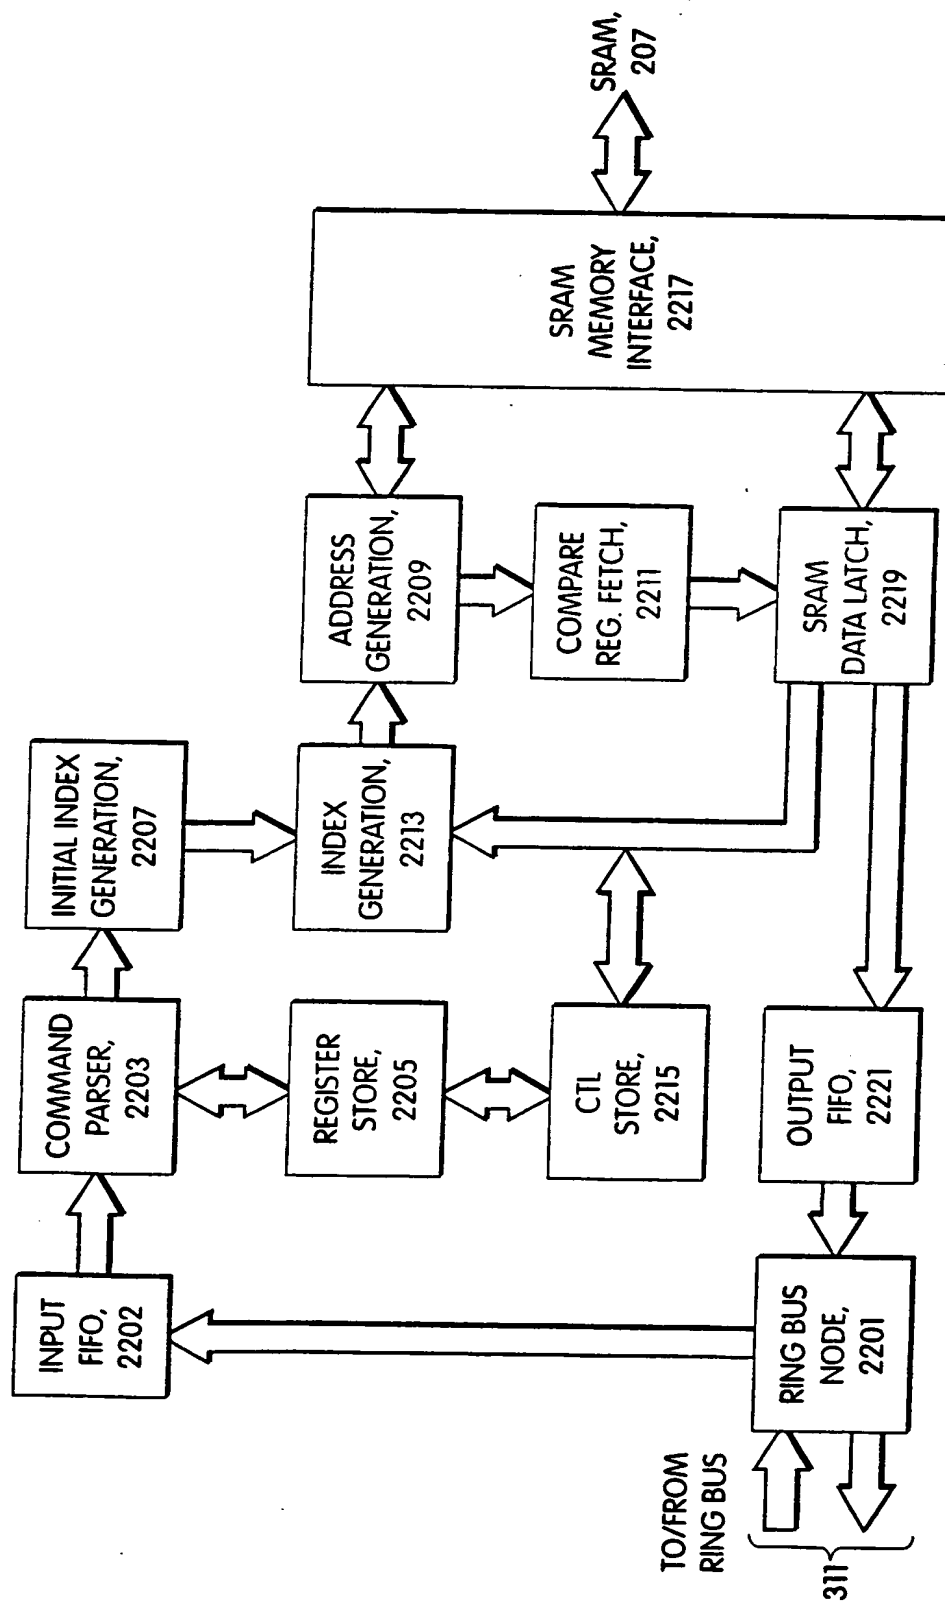 INPUT
FIFO,
2202
COMMAND
PARSER,
2203
INITIAL INDEX
GENERATION,
2207
REGISTER
STORE,
2205
INDEX
GENERATION,
2213
ADDRESS
GENERATION,
2209
CTL
STORE,
2215
COMPARE
REG. FETCH,
2211
SRAM
MEMORY
INTERFACE,
2217
SRAM,
207
TO/FROM
RING BUS
311
RING BUS
NODE,
2201
OUTPUT
FIFO,
2221
SRAM
DATA LATCH,
2219